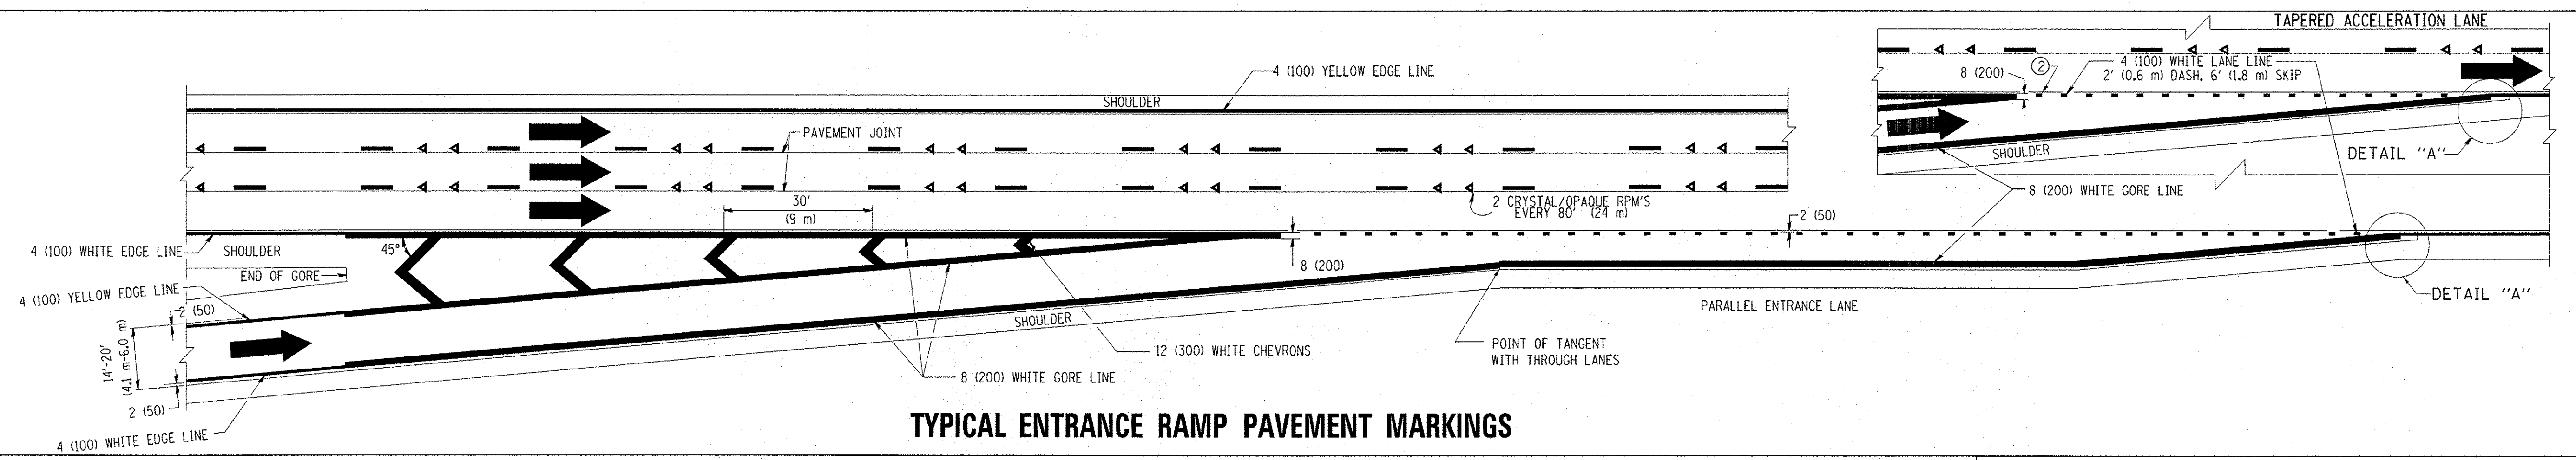 TAPERED ACCELERATION LANE
4 (100) YELLOW EDGE LINE
8 (200)
2
4 (100) WHITE LANE LINE
2' (0.6 m) DASH, 6' (1.8 m) SKIP
SHOULDER
PAVEMENT JOINT
SHOULDER
DETAIL "A"
8 (200) WHITE GORE LINE
30'
(9 m)
2 CRYSTAL/OPAQUE RPM'S
EVERY 80' (24 m)
2 (50)
4 (100) WHITE EDGE LINE
SHOULDER
45°
END OF GORE
8 (200)
4 (100) YELLOW EDGE LINE
2 (50)
DETAIL "A"
PARALLEL ENTRANCE LANE
SHOULDER
14'-20'
(4.1 m-6.0 m)
12 (300) WHITE CHEVRONS
POINT OF TANGENT
WITH THROUGH LANES
8 (200) WHITE GORE LINE
2 (50)
4 (100) WHITE EDGE LINE
TYPICAL ENTRANCE RAMP PAVEMENT MARKINGS